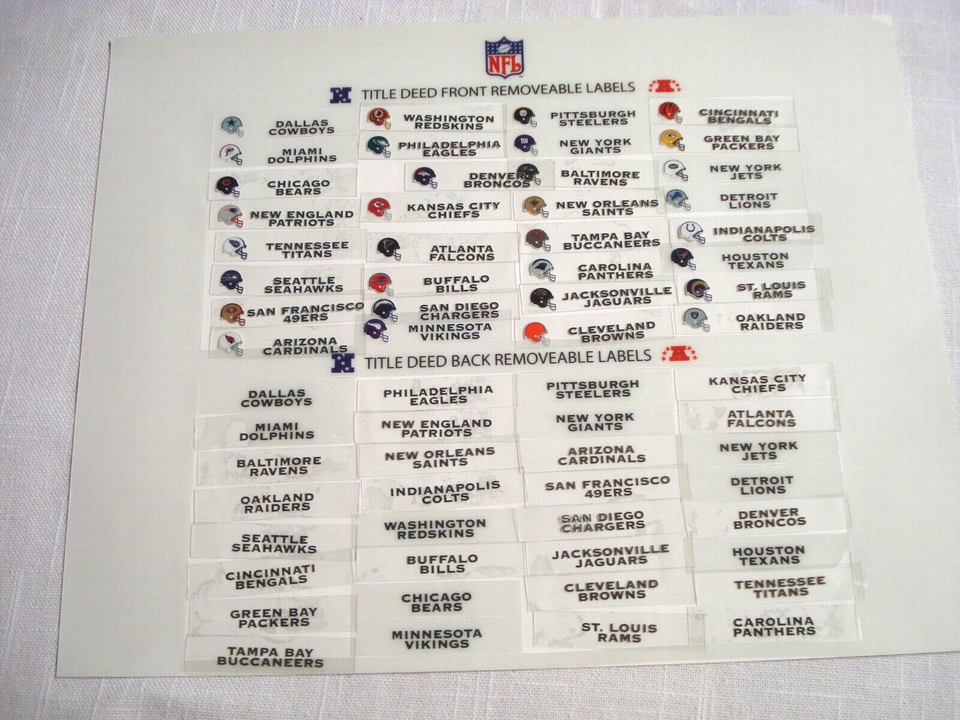 NFL
TITLE DEED FRONT REMOVEABLE LABELS
DALLAS
COWBOYS
WASHINGTON
REDSKINS
PITTSBURGH
STEELERS
CINCINNATI
BENGALS
MIAMI
DOLPHINS
PHILADELPHIA
EAGLES
NEW YORK
GIANTS
GREEN BAY
PACKERS
CHICAGO
BEARS
DENVER
BRONCOS
BALTIMORE
RAVENS
NEW YORK
JETS
NEW ENGLAND
PATRIOTS
KANSAS CITY
CHIEFS
NEW ORLEANS
SAINTS
DETROIT
LIONS
TENNESSEE
TITANS
ATLANTA
FALCONS
TAMPA BAY
BUCCANEERS
INDIANAPOLIS
COLTS
SEATTLE
SEAHAWKS
BUFFALO
BILLS
CAROLINA
PANTHERS
HOUSTON
TEXANS
SAN FRANCISCO
49ERS
SAN DIEGO
CHARGERS
JACKSONVILLE
JAGUARS
ST. LOUIS
RAMS
ARIZONA
CARDINALS
MINNESOTA
VIKINGS
CLEVELAND
BROWNS
OAKLAND
RAIDERS
TITLE DEED BACK REMOVEABLE LABELS
DALLAS
COWBOYS
PHILADELPHIA
EAGLES
PITTSBURGH
STEELERS
KANSAS CITY
CHIEFS
MIAMI
DOLPHINS
NEW ENGLAND
PATRIOTS
NEW YORK
GIANTS
ATLANTA
FALCONS
BALTIMORE
RAVENS
NEW ORLEANS
SAINTS
ARIZONA
CARDINALS
NEW YORK
JETS
OAKLAND
RAIDERS
INDIANAPOLIS
COLTS
SAN FRANCISCO
49ERS
DETROIT
LIONS
SEATTLE
SEAHAWKS
WASHINGTON
REDSKINS
SAN DIEGO
CHARGERS
DENVER
BRONCOS
CINCINNATI
BENGALS
BUFFALO
BILLS
JACKSONVILLE
JAGUARS
HOUSTON
TEXANS
GREEN BAY
PACKERS
CHICAGO
BEARS
CLEVELAND
BROWNS
TENNESSEE
TITANS
TAMPA BAY
BUCCANEERS
MINNESOTA
VIKINGS
ST. LOUIS
RAMS
CAROLINA
PANTHERS